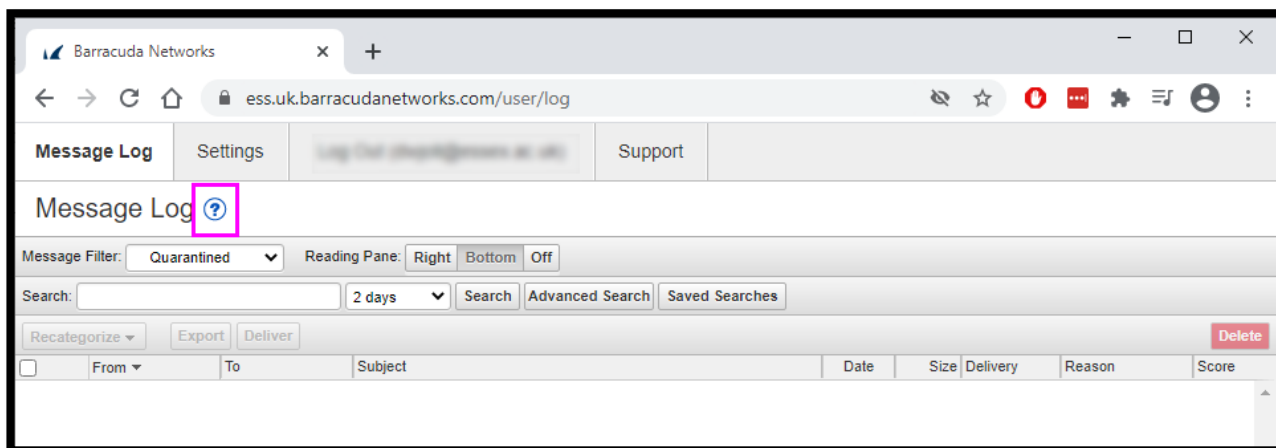 Barracuda Networks
ess.uk.barracudanetworks.com/user/log
Message Log Settings Support
Message Log ?
Message Filter: Quarantined Reading Pane: Right Bottom Off
Search: 2 days Search Advanced Search Saved Searches
Recategorize Export Deliver Delete
From To Subject Date Size Delivery Reason Score